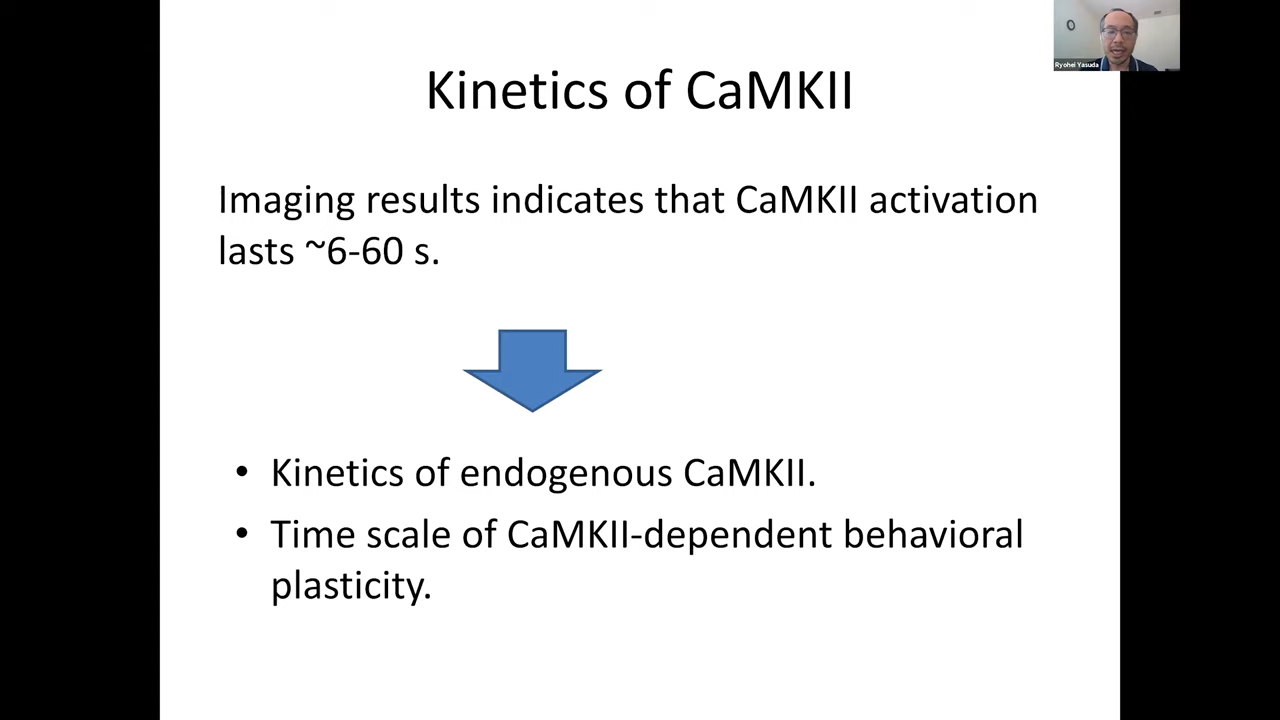 Ryohei Yasuda
Kinetics of CaMKII
Imaging results indicates that CaMKII activation
lasts ~6-60 s.
• Kinetics of endogenous CaMKII.
• Time scale of CaMKII-dependent behavioral
plasticity.